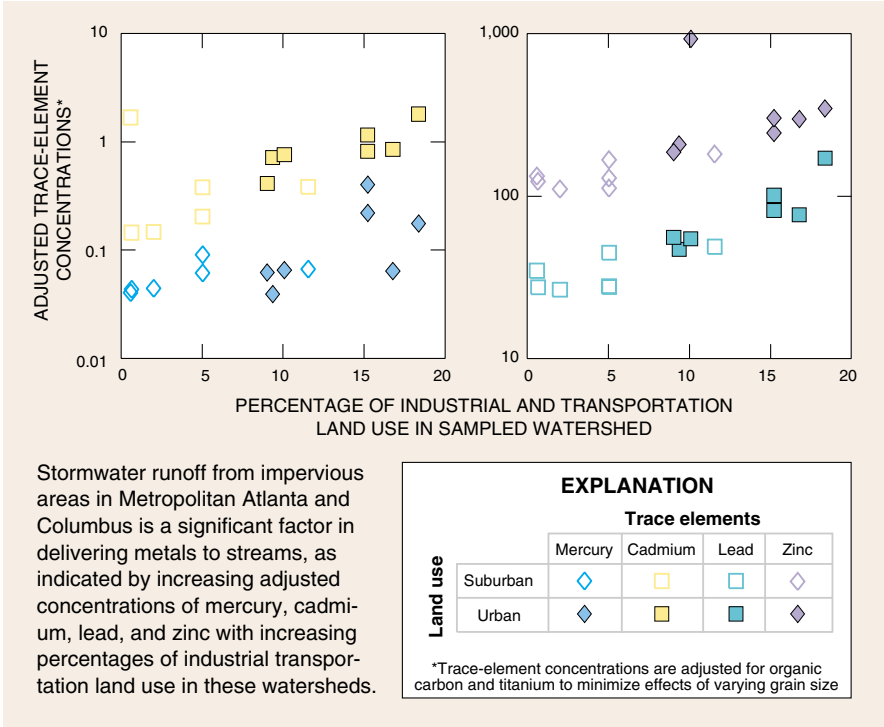 ADJUSTED TRACE-ELEMENT
CONCENTRATIONS*
10
1
0.1
0.01
0
5
10
15
20
1,000
100
10
0
5
10
15
20
PERCENTAGE OF INDUSTRIAL AND TRANSPORTATION
LAND USE IN SAMPLED WATERSHED
Stormwater runoff from impervious
areas in Metropolitan Atlanta and
Columbus is a significant factor in
delivering metals to streams, as
indicated by increasing adjusted
concentrations of mercury, cadmi-
um, lead, and zinc with increasing
percentages of industrial transpor-
tation land use in these watersheds.
EXPLANATION
Trace elements
Mercury Cadmium Lead Zinc
Land use
Suburban
Urban
*Trace-element concentrations are adjusted for organic
carbon and titanium to minimize effects of varying grain size